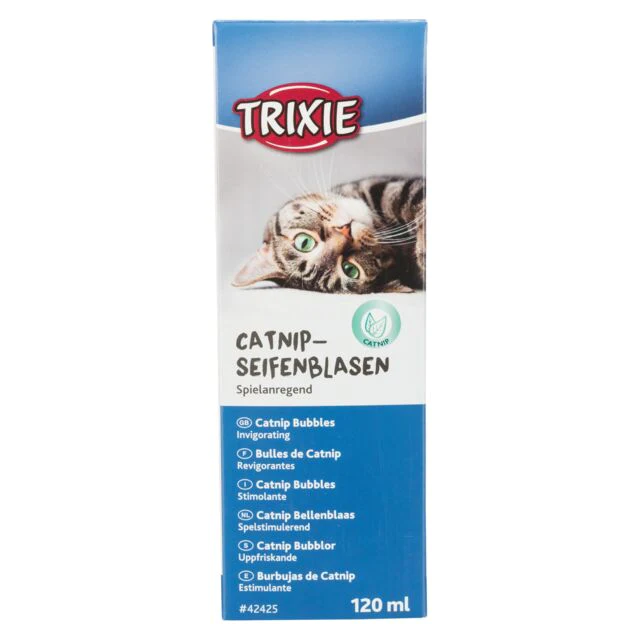 TRIXIE
CATNIP
CATNIP-
SEIFENBLASEN
Spielanregend
GB Catnip Bubbles
Invigorating
F Bulles de Catnip
Revigorantes
I Catnip Bubbles
Stimolante
NL Catnip Bellenblaas
Spelstimulerend
S Catnip Bubblor
Uppfriskande
E Burbujas de Catnip
Estimulante
#42425 120 ml